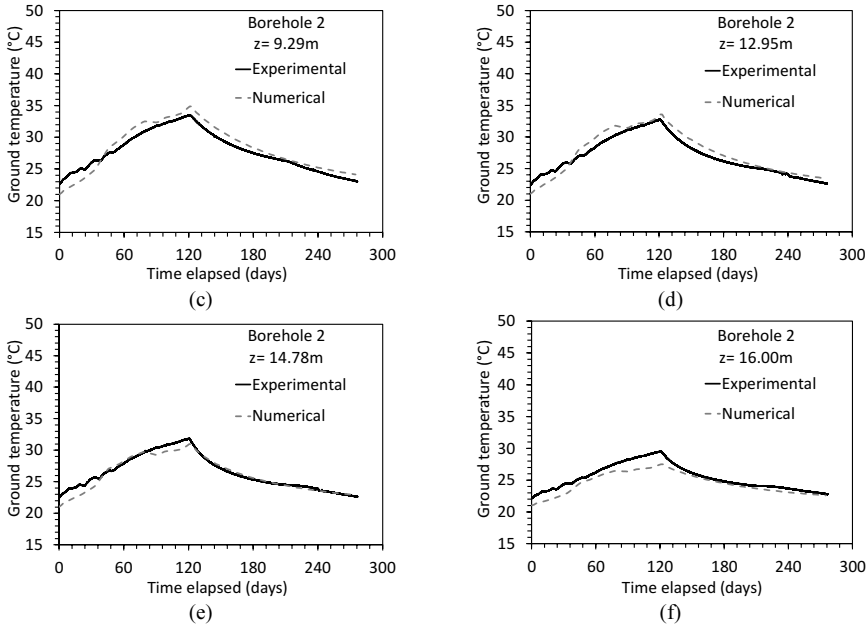 Ground temperature (°C)
50
45
40
35
30
25
20
15
0
60
120
180
240
300
Time elapsed (days)
Borehole 2
z= 9.29m
Experimental
Numerical
(c)
Ground temperature (°C)
50
45
40
35
30
25
20
15
0
60
120
180
240
300
Time elapsed (days)
Borehole 2
z= 12.95m
Experimental
Numerical
(d)
Ground temperature (°C)
50
45
40
35
30
25
20
15
0
60
120
180
240
300
Time elapsed (days)
Borehole 2
z= 14.78m
Experimental
Numerical
(e)
Ground temperature (°C)
50
45
40
35
30
25
20
15
0
60
120
180
240
300
Time elapsed (days)
Borehole 2
z= 16.00m
Experimental
Numerical
(f)